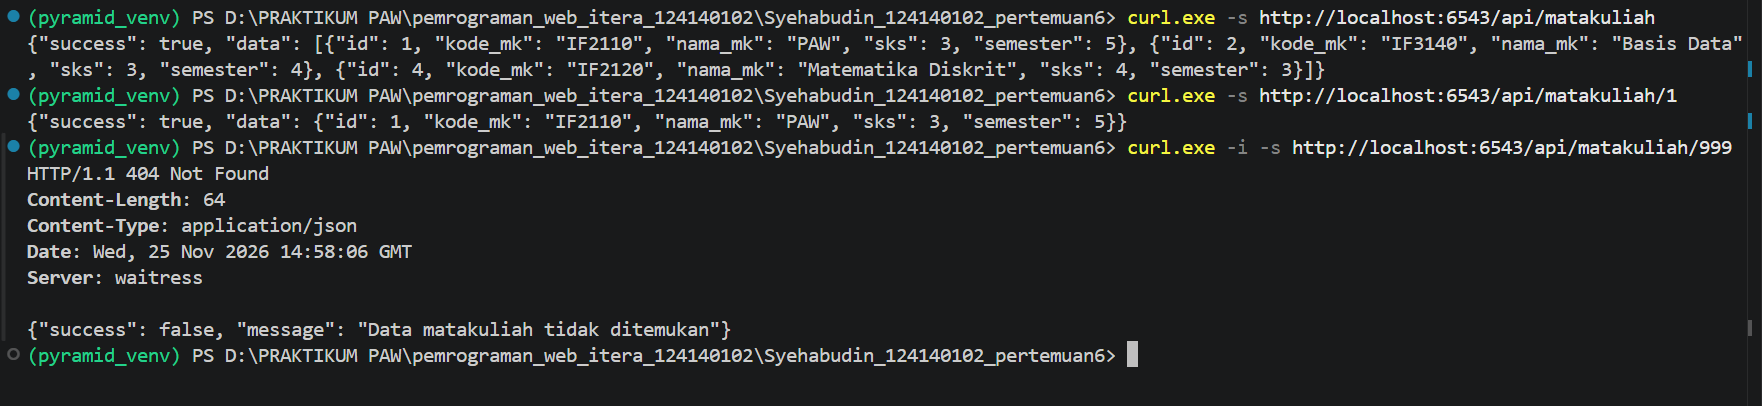 (pyramid_venv) PS D:\PRAKTIKUM PAW\pemrograman_web_itera_124140102\Syehabudin_124140102_pertemuan6> curl.exe -s http://localhost:6543/api/matakuliah
{"success": true, "data": [{"id": 1, "kode_mk": "IF2110", "nama_mk": "PAW", "sks": 3, "semester": 5}, {"id": 2, "kode_mk": "IF3140", "nama_mk": "Basis Data"
, "sks": 3, "semester": 4}, {"id": 4, "kode_mk": "IF2120", "nama_mk": "Matematika Diskrit", "sks": 4, "semester": 3}]}
(pyramid_venv) PS D:\PRAKTIKUM PAW\pemrograman_web_itera_124140102\Syehabudin_124140102_pertemuan6> curl.exe -s http://localhost:6543/api/matakuliah/1
{"success": true, "data": {"id": 1, "kode_mk": "IF2110", "nama_mk": "PAW", "sks": 3, "semester": 5}}
(pyramid_venv) PS D:\PRAKTIKUM PAW\pemrograman_web_itera_124140102\Syehabudin_124140102_pertemuan6> curl.exe -i -s http://localhost:6543/api/matakuliah/999
HTTP/1.1 404 Not Found
Content-Length: 64
Content-Type: application/json
Date: Wed, 25 Nov 2026 14:58:06 GMT
Server: waitress
{"success": false, "message": "Data matakuliah tidak ditemukan"}
(pyramid_venv) PS D:\PRAKTIKUM PAW\pemrograman_web_itera_124140102\Syehabudin_124140102_pertemuan6>